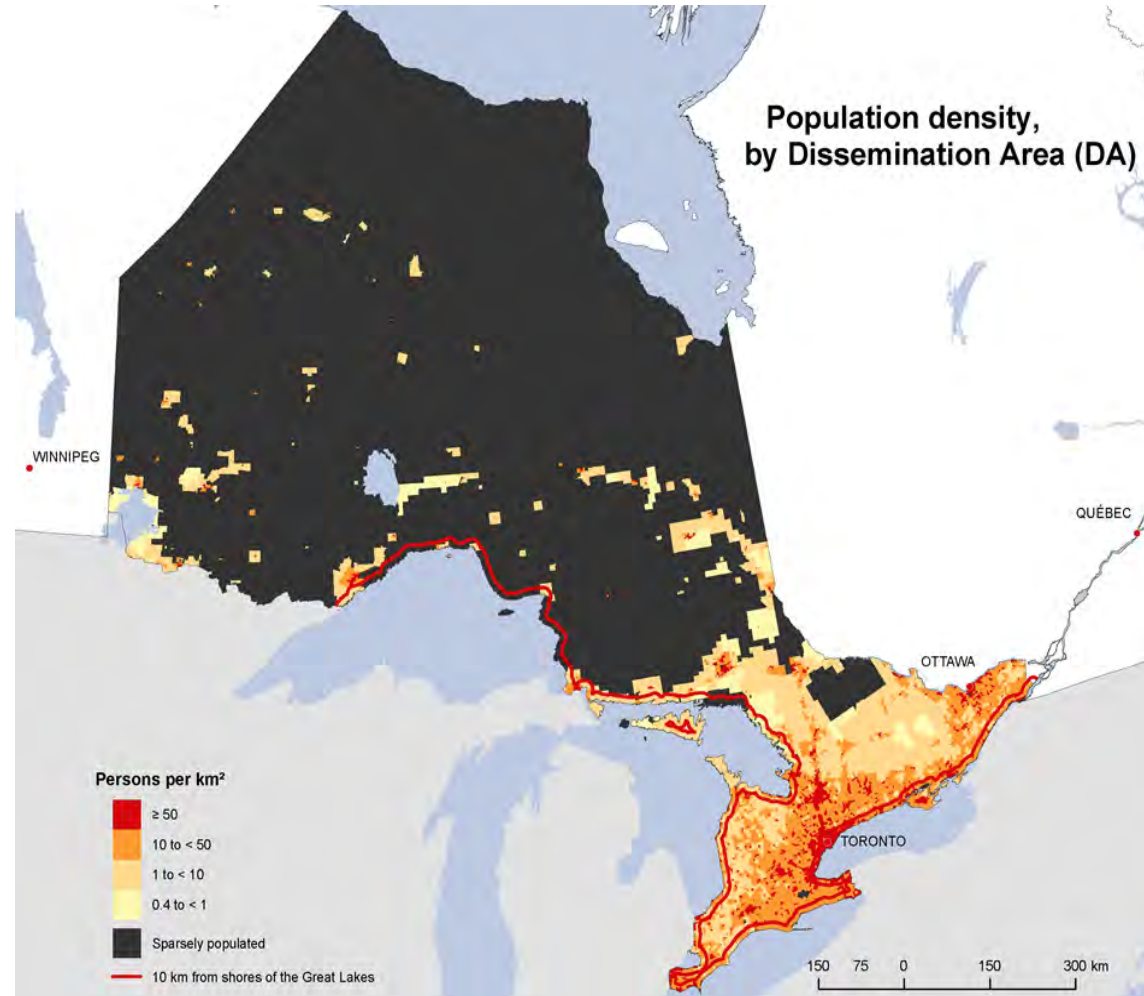 Population density,
by Dissemination Area (DA)
WINNIPEG
QUÉBEC
OTTAWA
TORONTO
Persons per km²
≥ 50
10 to < 50
1 to < 10
0.4 to < 1
Sparsely populated
10 km from shores of the Great Lakes
150 75 0 150 300 km